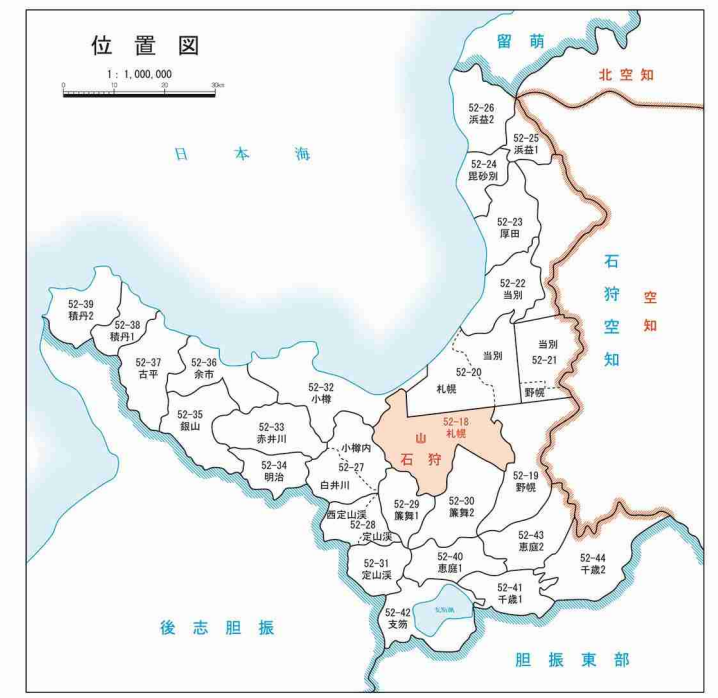 位置図
1：1,000,000
0 10 20 30km
留萌
北空知
日本海
52-26
浜益2
52-25
浜益1
52-24
毘砂別
52-23
厚田
52-22
当別
石狩空知
空知
52-39
積丹2
52-38
積丹1
52-37
古平
52-36
余市
52-32
小樽
当別
52-20
札幌
当別
52-21
野幌
52-35
銀山
52-33
赤井川
52-34
明治
小樽内
52-27
白井川
52-18
札幌
山
石狩
52-19
野幌
52-29
簾舞1
52-30
簾舞2
西定山渓
52-28
定山渓
52-43
恵庭2
52-31
定山渓
52-40
恵庭1
52-44
千歳2
52-41
千歳1
52-42
支笏
支笏湖
後志胆振
胆振東部